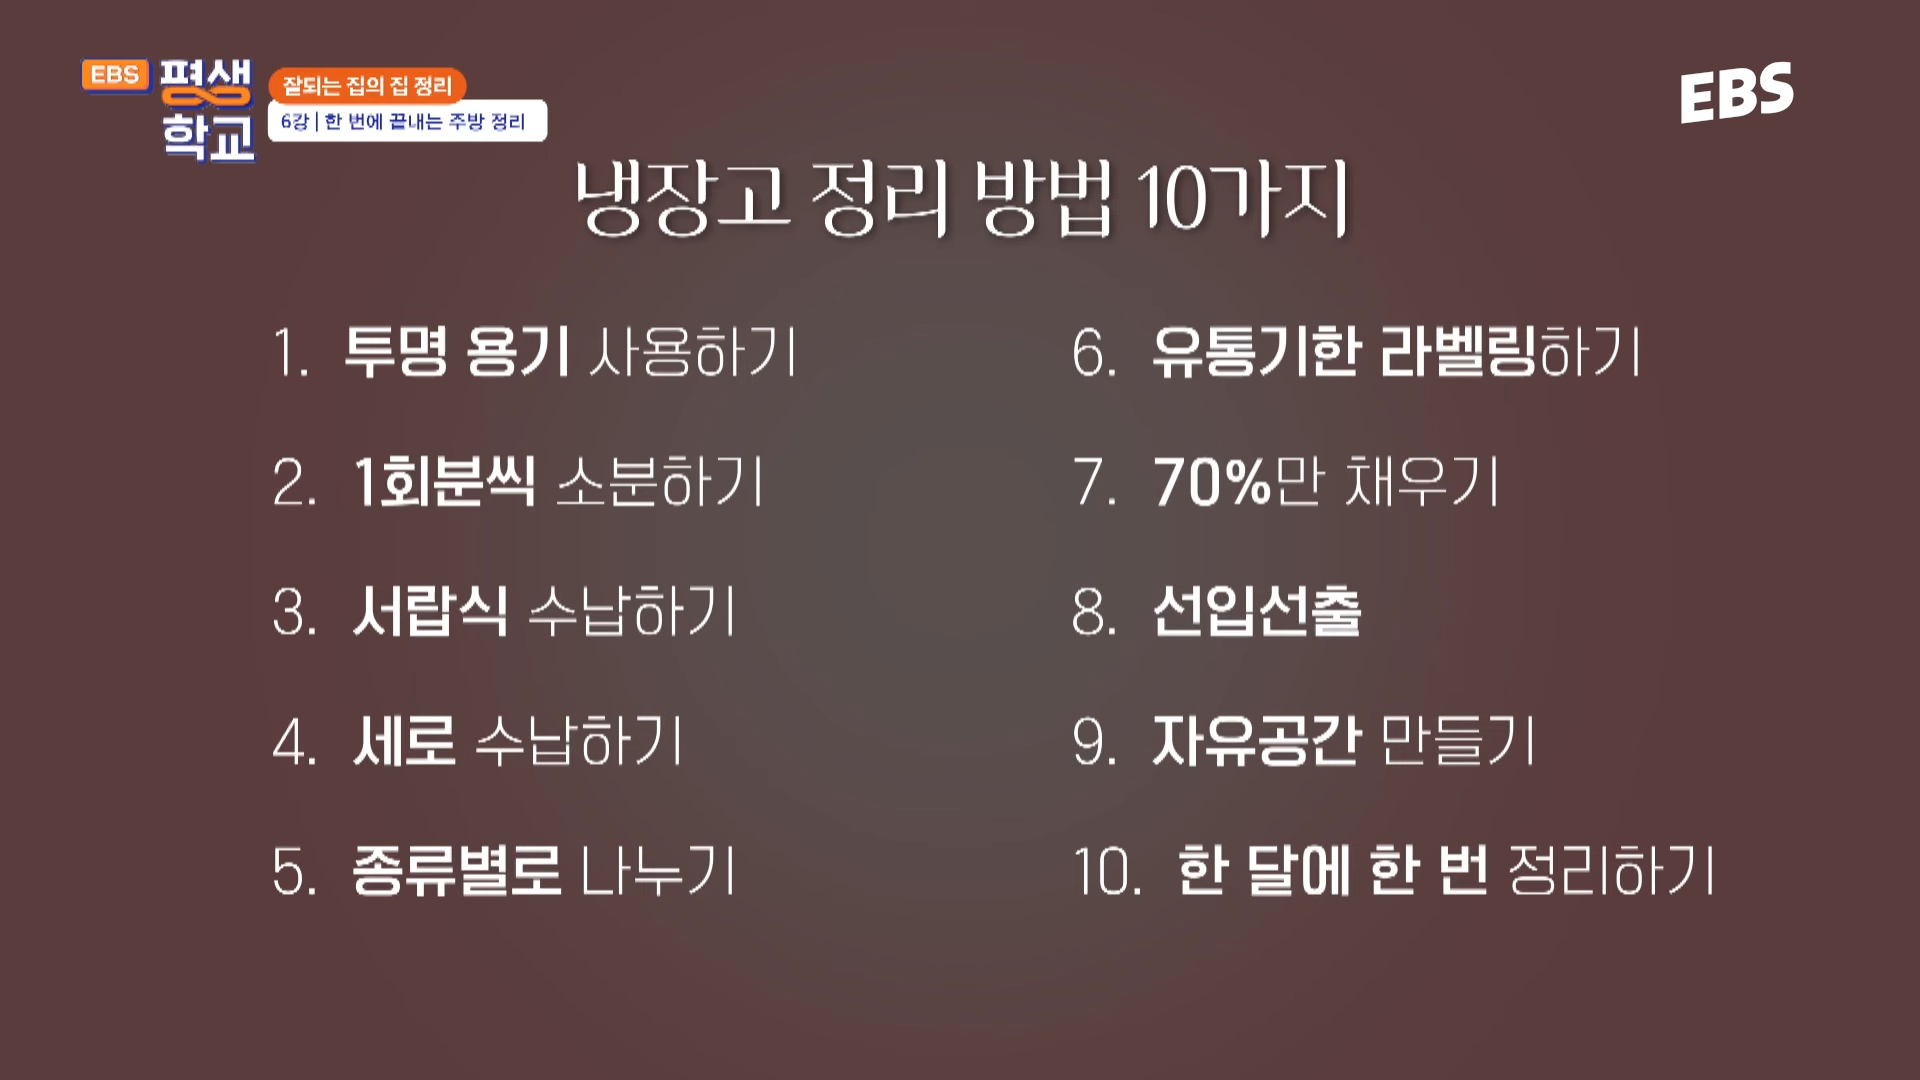 EBS 평생
학교
잘되는 집의 집 정리
6강 | 한 번에 끝내는 주방 정리
EBS
냉장고 정리 방법 10가지
1. 투명 용기 사용하기
2. 1회분씩 소분하기
3. 서랍식 수납하기
4. 세로 수납하기
5. 종류별로 나누기
6. 유통기한 라벨링하기
7. 70%만 채우기
8. 선입선출
9. 자유공간 만들기
10. 한 달에 한 번 정리하기